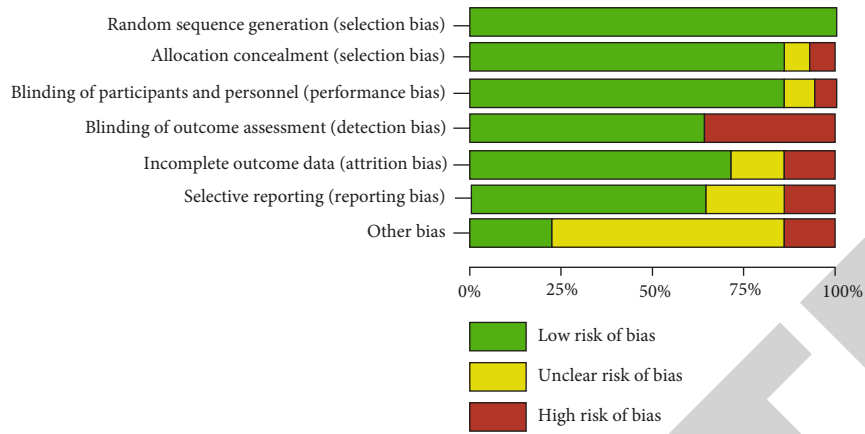 Random sequence generation (selection bias)
Allocation concealment (selection bias)
Blinding of participants and personnel (performance bias)
Blinding of outcome assessment (detection bias)
Incomplete outcome data (attrition bias)
Selective reporting (reporting bias)
Other bias
0% 25% 50% 75% 100%
Low risk of bias
Unclear risk of bias
High risk of bias